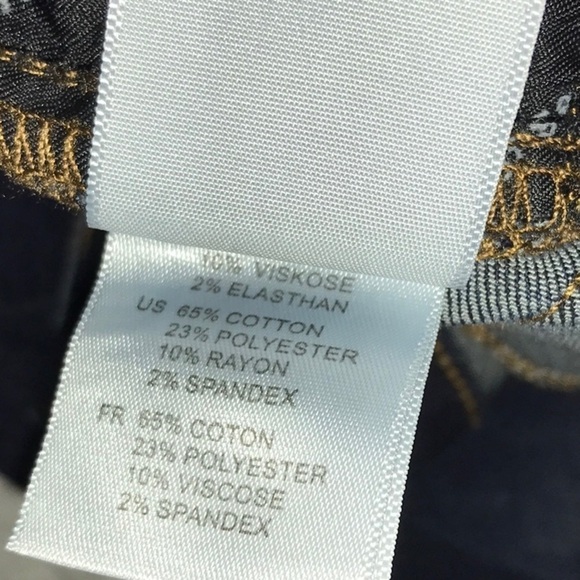 10% VISKOSE
2% ELASTHAN
US 65% COTTON
23% POLYESTER
10% RAYON
2% SPANDEX
FR 65% COTON
23% POLYESTER
10% VISCOSE
2% SPANDEX